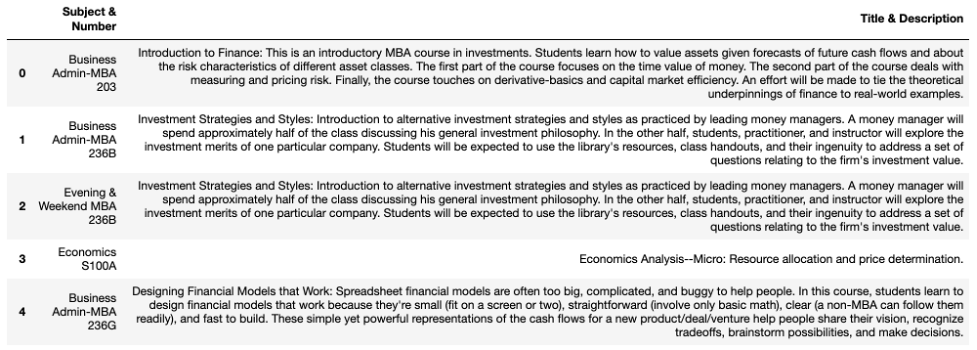 Subject &
Number
Title & Description
0
Business
Admin-MBA
203
Introduction to Finance: This is an introductory MBA course in investments. Students learn how to value assets given forecasts of future cash flows and about
the risk characteristics of different asset classes. The first part of the course focuses on the time value of money. The second part of the course deals with
measuring and pricing risk. Finally, the course touches on derivative-basics and capital market efficiency. An effort will be made to tie the theoretical
underpinnings of finance to real-world examples.
1
Business
Admin-MBA
236B
Investment Strategies and Styles: Introduction to alternative investment strategies and styles as practiced by leading money managers. A money manager will
spend approximately half of the class discussing his general investment philosophy. In the other half, students, practitioner, and instructor will explore the
investment merits of one particular company. Students will be expected to use the library's resources, class handouts, and their ingenuity to address a set of
questions relating to the firm's investment value.
2
Evening &
Weekend MBA
236B
Investment Strategies and Styles: Introduction to alternative investment strategies and styles as practiced by leading money managers. A money manager will
spend approximately half of the class discussing his general investment philosophy. In the other half, students, practitioner, and instructor will explore the
investment merits of one particular company. Students will be expected to use the library's resources, class handouts, and their ingenuity to address a set of
questions relating to the firm's investment value.
3
Economics
S100A
Economics Analysis--Micro: Resource allocation and price determination.
4
Business
Admin-MBA
236G
Designing Financial Models that Work: Spreadsheet financial models are often too big, complicated, and buggy to help people. In this course, students learn to
design financial models that work because they're small (fit on a screen or two), straightforward (involve only basic math), clear (a non-MBA can follow them
readily), and fast to build. These simple yet powerful representations of the cash flows for a new product/deal/venture help people share their vision, recognize
tradeoffs, brainstorm possibilities, and make decisions.